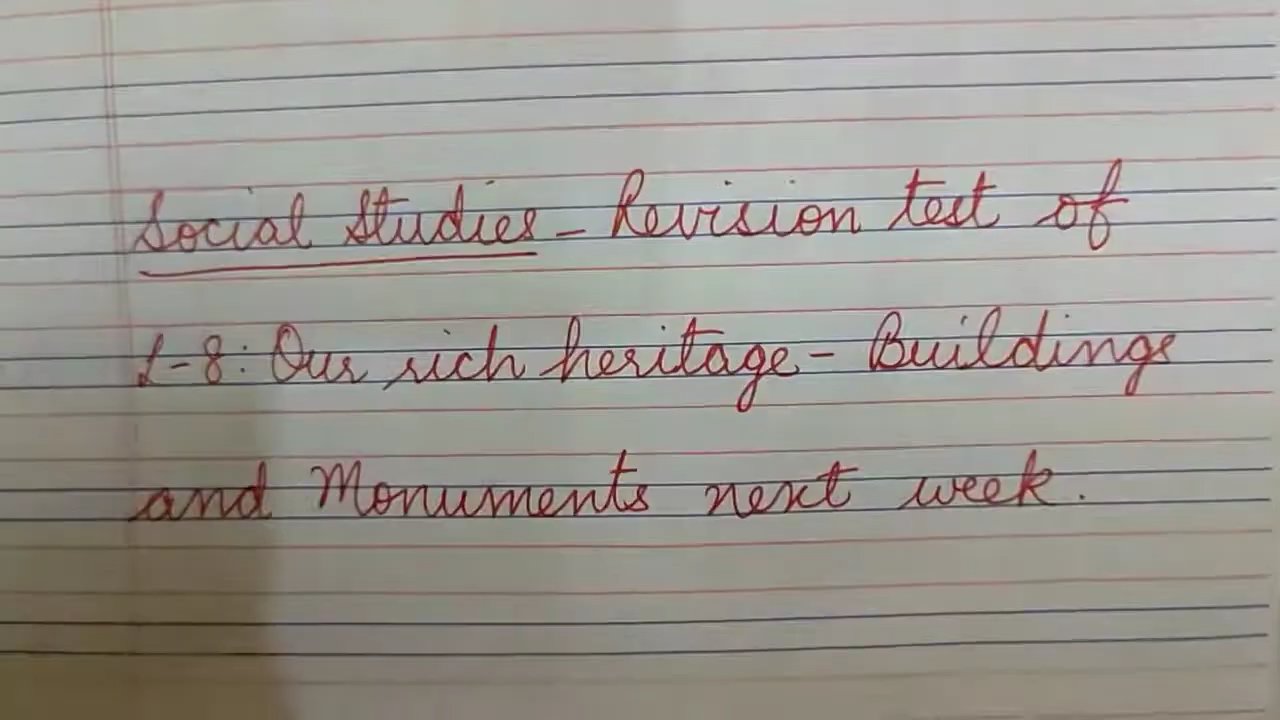 Social Studies - Revision test of
L-8: Our rich heritage - Buildings
and Monuments next week.